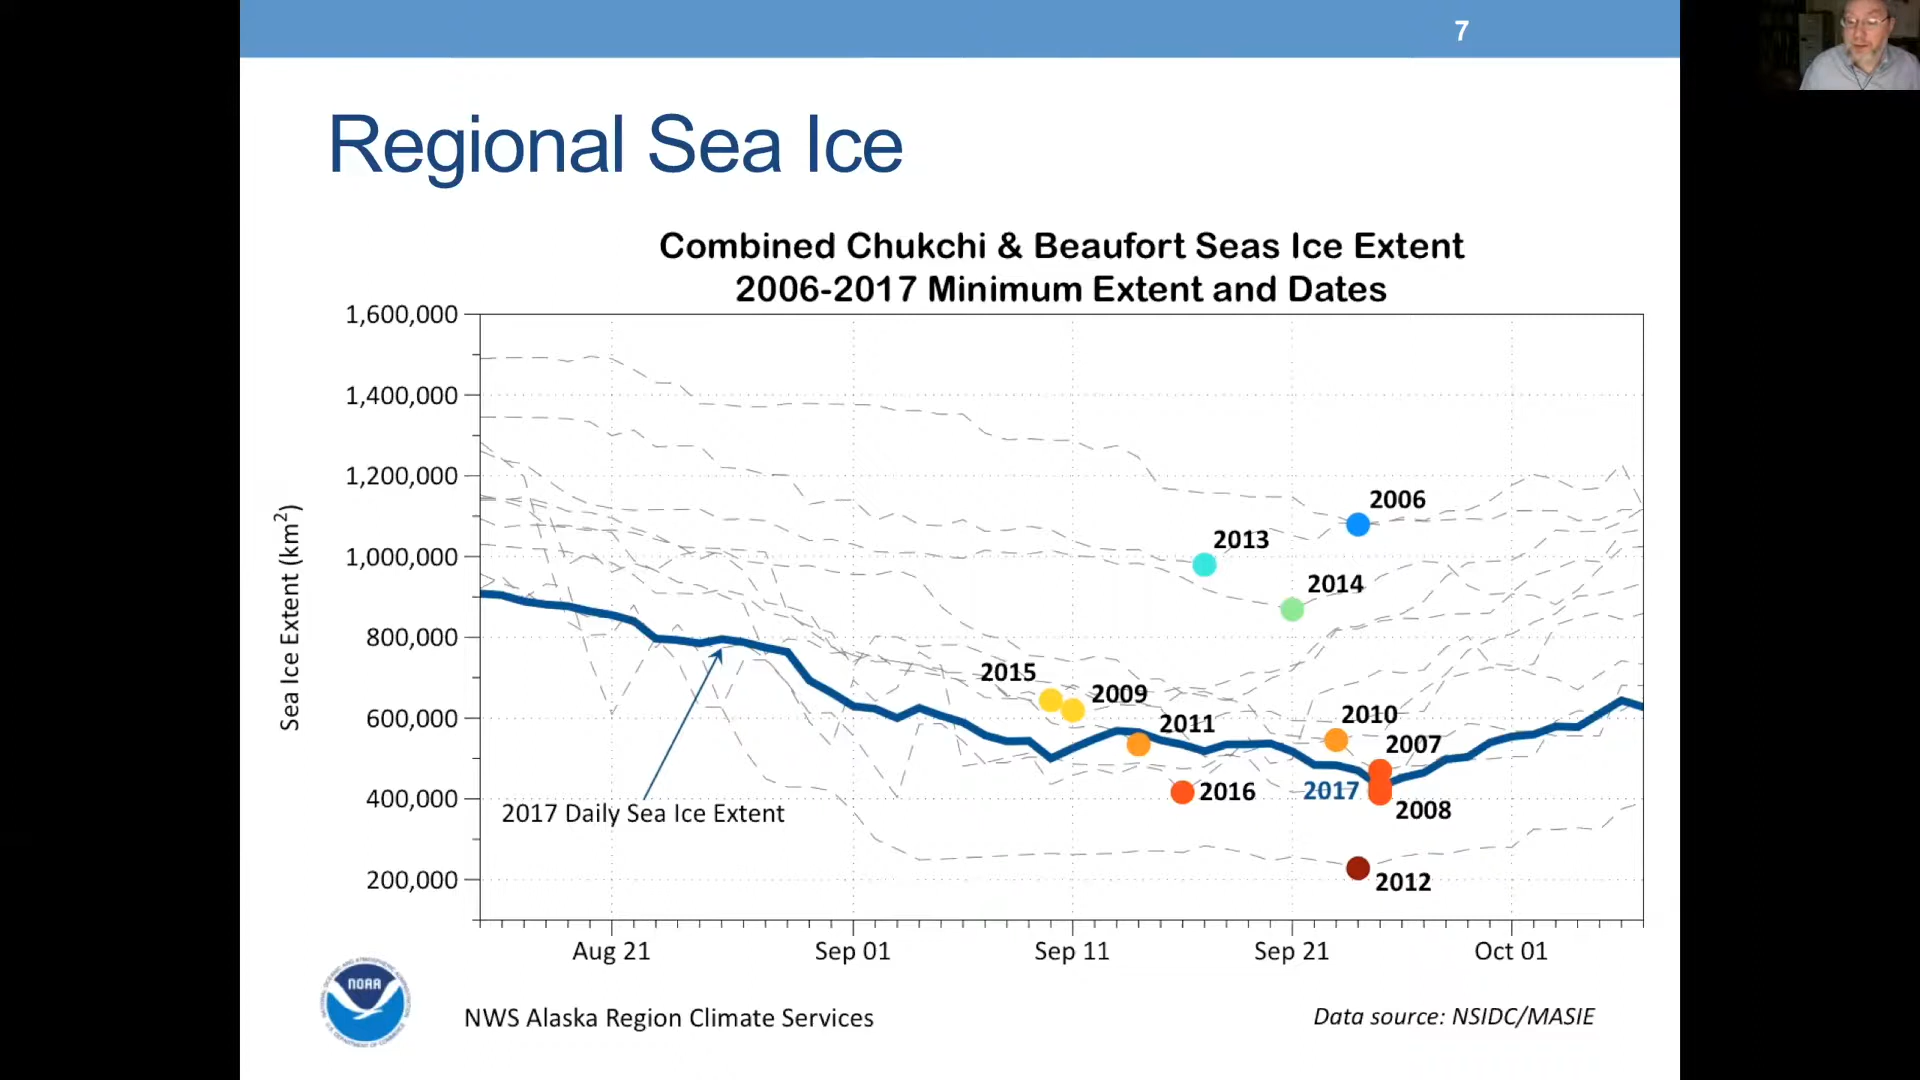 7
Regional Sea Ice
Combined Chukchi & Beaufort Seas Ice Extent
2006-2017 Minimum Extent and Dates
1,600,000
1,400,000
1,200,000
1,000,000
800,000
600,000
400,000
200,000
Sea Ice Extent (km²)
2006
2013
2014
2015
2009
2011
2010
2007
2016
2017
2008
2012
2017 Daily Sea Ice Extent
Aug 21
Sep 01
Sep 11
Sep 21
Oct 01
NOAA
NWS Alaska Region Climate Services
Data source: NSIDC/MASIE